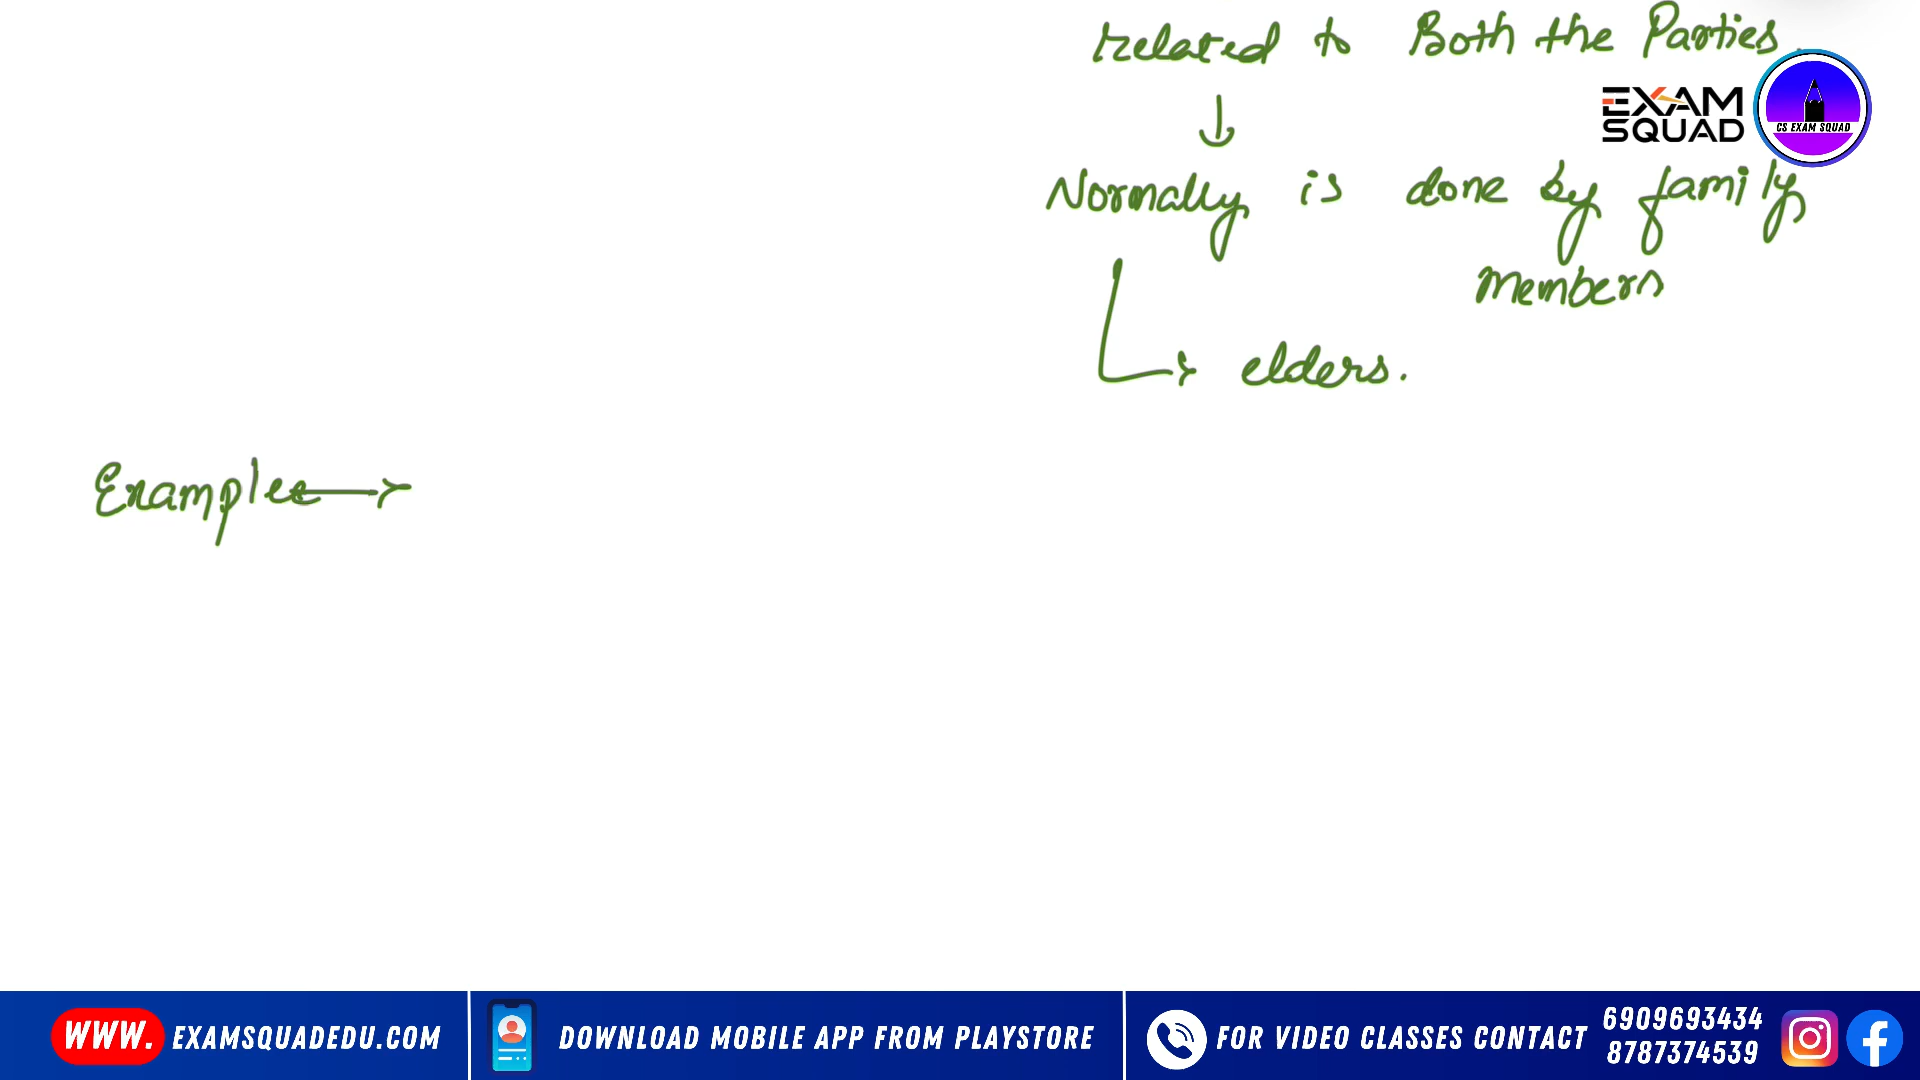 related to Both the Parties.
EXAM
SQUAD
CS EXAM SQUAD
Normally is done by family
members
elders.
Example
WWW. EXAMSQUADEDU.COM
DOWNLOAD MOBILE APP FROM PLAYSTORE
FOR VIDEO CLASSES CONTACT
6909693434
8787374539